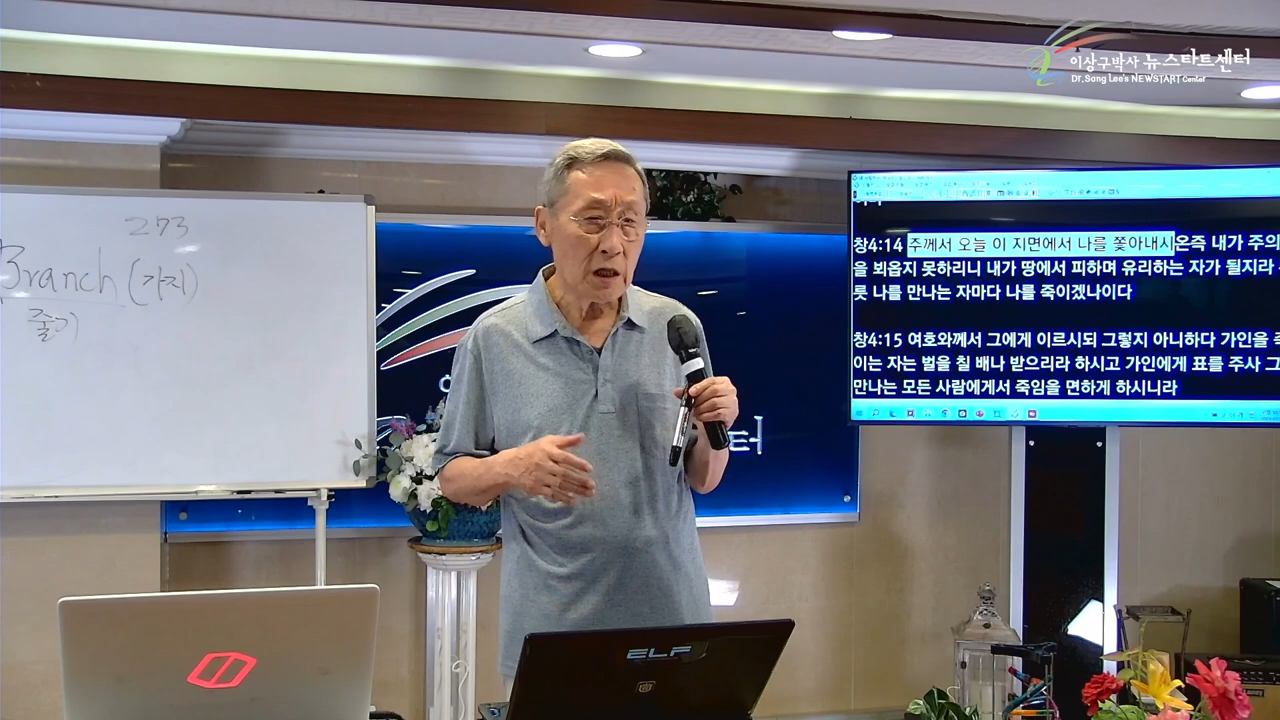 이상구박사 뉴스타트센터
Dr.Sang Lee's NEWSTART Center
273
Branch (가지)
줄기
창4:14 주께서 오늘 이 지면에서 나를 쫓아내시온즉 내가 주의
을 뵈옵지 못하리니 내가 땅에서 피하며 유리하는 자가 될지라
롯 나를 만나는 자마다 나를 죽이겠나이다
창4:15 여호와께서 그에게 이르시되 그렇지 아니하다 가인을
이는 자는 벌을 칠 배나 받으리라 하시고 가인에게 표를 주사 그
만나는 모든 사람에게서 죽임을 면하게 하시니라
터
ELF